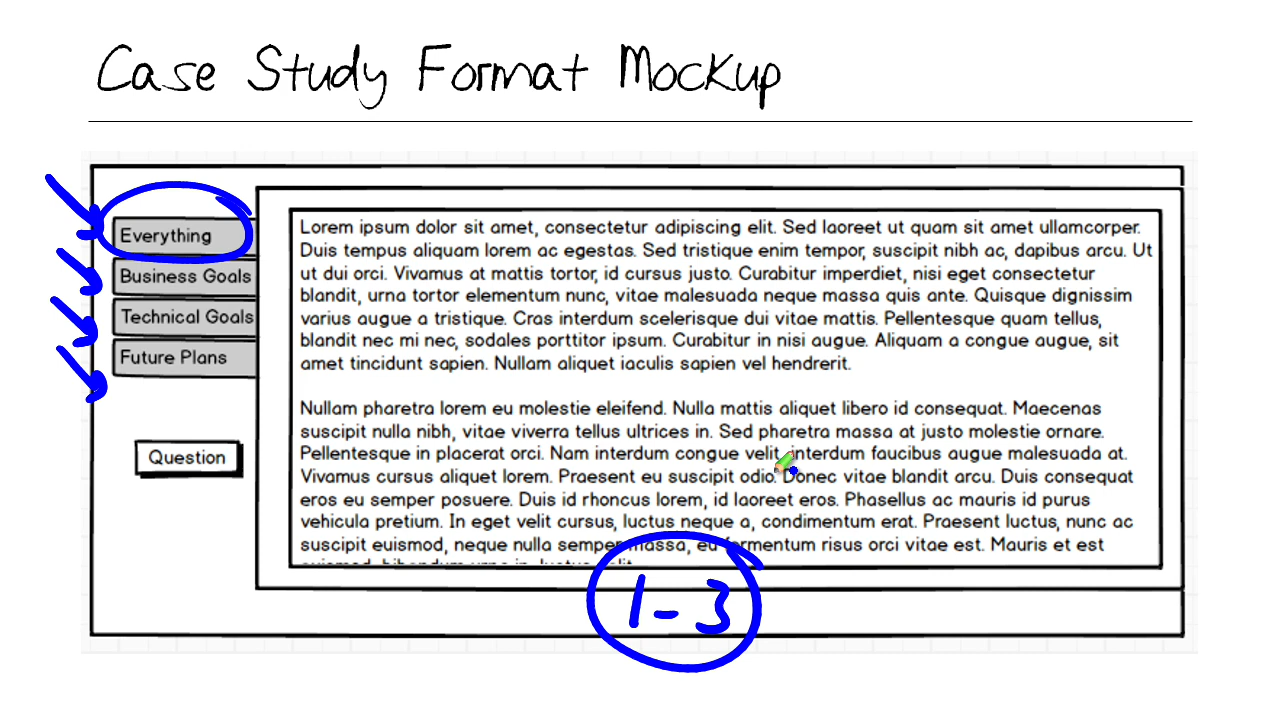 Case Study Format Mockup
Everything
Business Goals
Technical Goals
Future Plans
Question
Lorem ipsum dolor sit amet, consectetur adipiscing elit. Sed laoreet ut quam sit amet ullamcorper.
Duis tempus aliquam lorem ac egestas. Sed tristique enim tempor, suscipit nibh ac, dapibus arcu. Ut
ut dui orci. Vivamus at mattis tortor, id cursus justo. Curabitur imperdiet, nisi eget consectetur
blandit, urna tortor elementum nunc, vitae malesuada neque massa quis ante. Quisque dignissim
varius augue a tristique. Cras interdum scelerisque dui vitae mattis. Pellentesque quam tellus,
blandit nec mi nec, sodales porttitor ipsum. Curabitur in nisi augue. Aliquam a congue augue, sit
amet tincidunt sapien. Nullam aliquet iaculis sapien vel hendrerit.
Nullam pharetra lorem eu molestie eleifend. Nulla mattis aliquet libero id consequat. Maecenas
suscipit nulla nibh, vitae viverra tellus ultrices in. Sed pharetra massa at justo molestie ornare.
Pellentesque in placerat orci. Nam interdum congue velit, interdum faucibus augue malesuada at.
Vivamus cursus aliquet lorem. Praesent eu suscipit odio. Donec vitae blandit arcu. Duis consequat
eros eu semper posuere. Duis id rhoncus lorem, id laoreet eros. Phasellus ac mauris id purus
vehicula pretium. In eget velit cursus, luctus neque a, condimentum erat. Praesent luctus, nunc ac
suscipit euismod, neque nulla semper massa, eu fermentum risus orci vitae est. Mauris et est
1-3